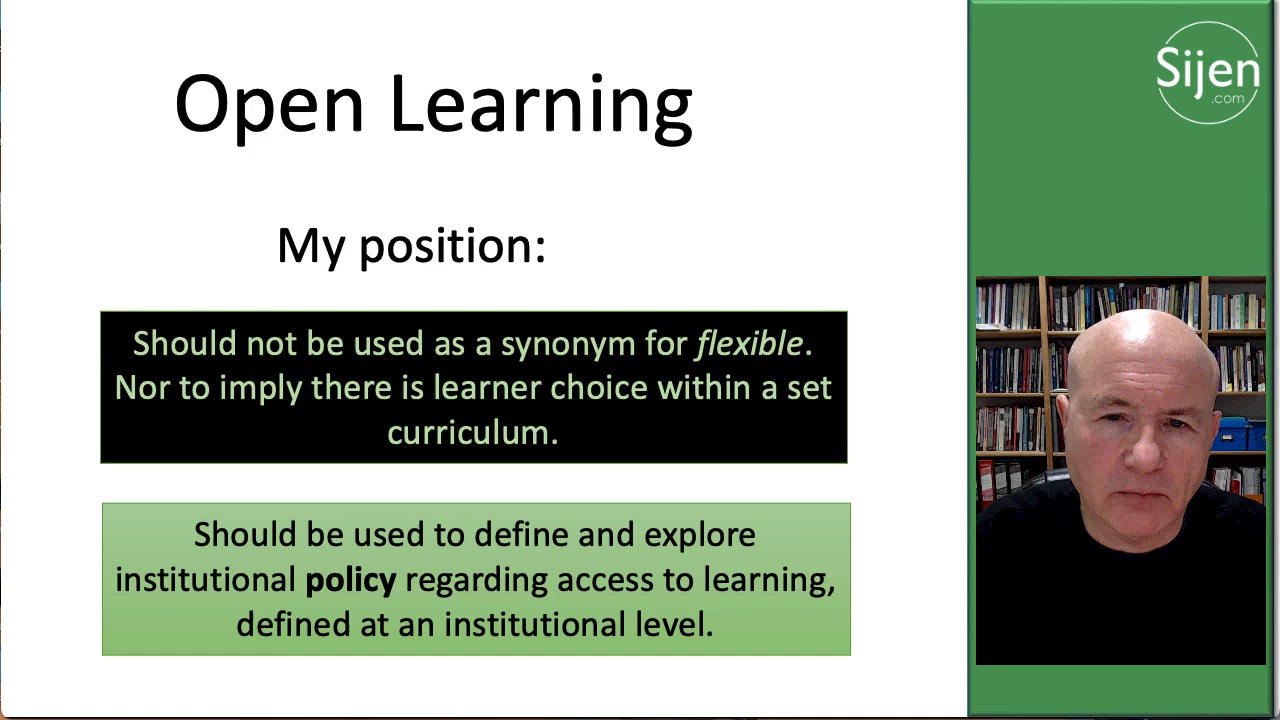 Open Learning
My position:
Should not be used as a synonym for flexible.
Nor to imply there is learner choice within a set
curriculum.
Should be used to define and explore
institutional policy regarding access to learning,
defined at an institutional level.
Sijen
.com